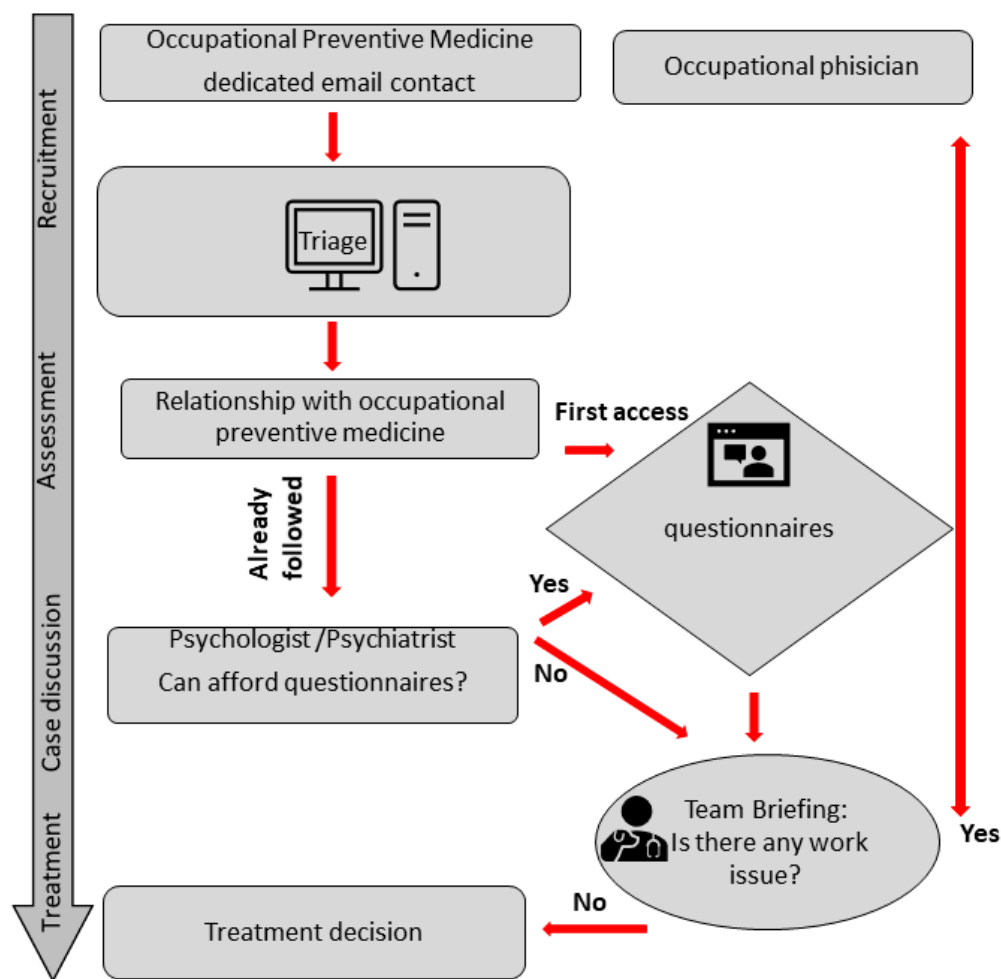 Recruitment
Assessment
Case discussion
Treatment
Occupational Preventive Medicine
dedicated email contact
Occupational phisician
Triage
Relationship with occupational
preventive medicine
First access
Already
followed
questionnaires
Yes
No
Psychologist /Psychiatrist
Can afford questionnaires?
Team Briefing:
Is there any work
issue?
Yes
No
Treatment decision